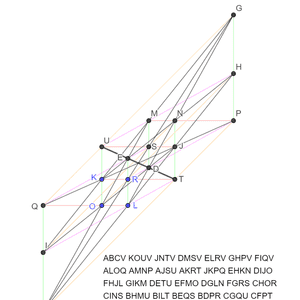 G
H
M
N
P
U
S
J
E
D
K
R
T
Q
O
L
I
ABCV KOUV JNTV DMSV ELRV GHPV FIQV
ALOQ AMNP AJSU AKRT JKPQ EHKN DIJO
FHJL GIKM DETU EFMO DGLN FGRS CHOR
CINS BHMU BILT BEQS BDPR CGQU CFPT